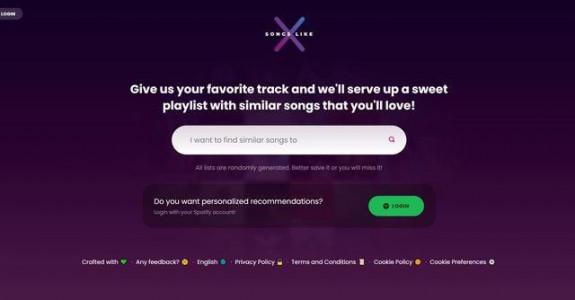 LOGIN
SONGS LIKE X
Give us your favorite track and we'll serve up a sweet
playlist with similar songs that you'll love!
I want to find similar songs to
All lists are randomly generated. Better save it or you will miss it!
Do you want personalized recommendations?
Login with your Spotify account!
LOGIN
Crafted with · Any feedback? · English · Privacy Policy · Terms and Conditions · Cookie Policy · Cookie Preferences